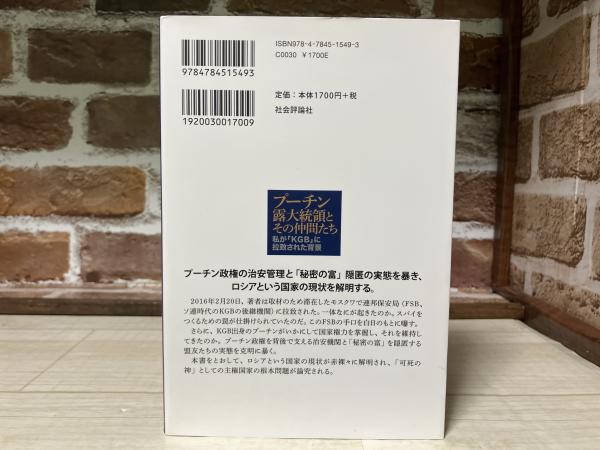 ISBN978-4-7845-1549-3
C0030 ¥1700E
9784784515493
定価：本体1700円+税
社会評論社
1920030017009
プーチン
露大統領と
その仲間たち
私が「KGB」に
拉致された背景
プーチン政権の治安管理と「秘密の富」隠匿の実態を暴き、
ロシアという国家の現状を解明する。
2016年2月20日、著者は取材のため滞在したモスクワで連邦保安局（FSB、
ソ連時代のKGBの後継機関）に拉致された。一体なにが起きたのか。スパイを
つくるための罠が仕掛けられていたのだ。このFSBの手口を白日のもとに曝す。
さらに、KGB出身のプーチンがいかにして国家権力を掌握し、それを維持し
てきたのか。プーチン政権を背後で支える治安機関と「秘密の富」を隠匿する
盟友たちの実態を克明に暴く。
本書をとおして、ロシアという国家の現状が赤裸々に解明され、「可死の
神」としての主権国家の根本問題が論究される。